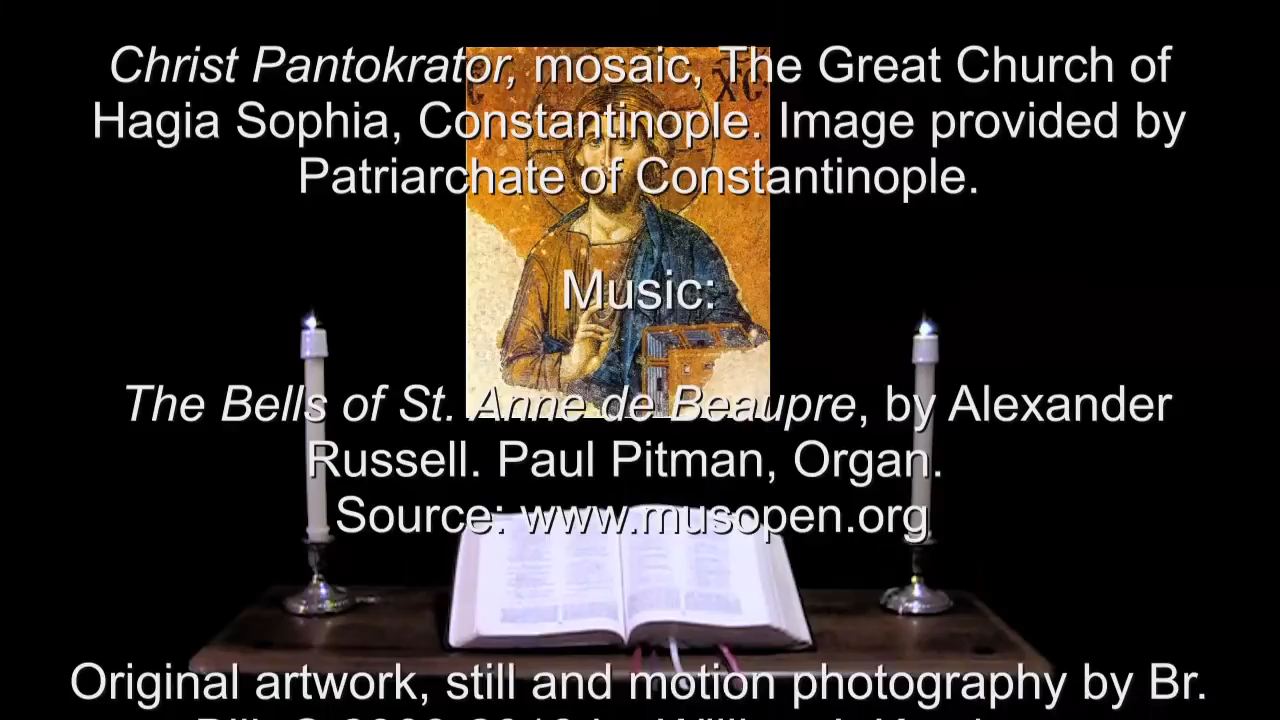 Christ Pantokrator, mosaic, The Great Church of
Hagia Sophia, Constantinople. Image provided by
Patriarchate of Constantinople.
Music:
The Bells of St. Anne de Beaupre, by Alexander
Russell. Paul Pitman, Organ.
Source: www.musopen.org
Original artwork, still and motion photography by Br.